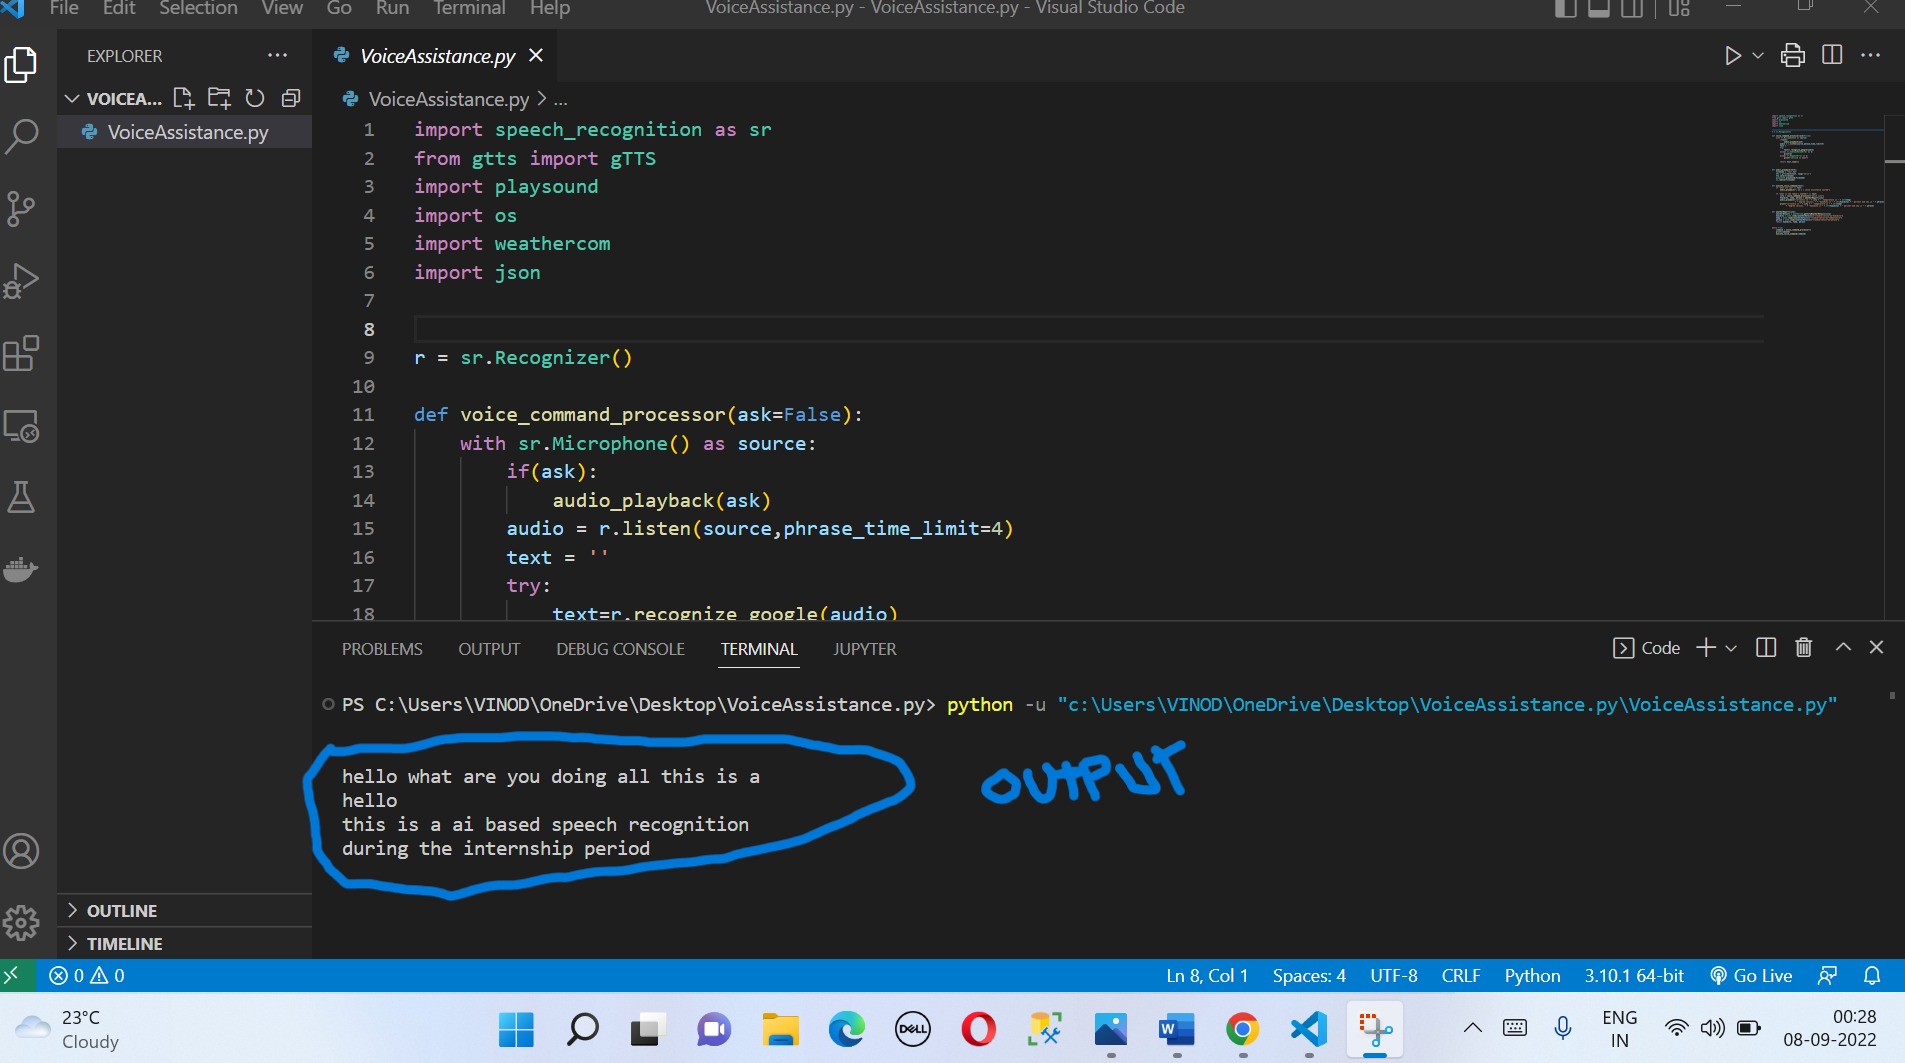 File Edit Selection View Go Run Terminal Help
VoiceAssistance.py - VoiceAssistance.py - Visual Studio Code
EXPLORER
VOICEA...
VoiceAssistance.py
VoiceAssistance.py
VoiceAssistance.py > ...
1 import speech_recognition as sr
2 from gtts import gTTS
3 import playsound
4 import os
5 import weathercom
6 import json
7
8
9 r = sr.Recognizer()
10
11 def voice_command_processor(ask=False):
12 with sr.Microphone() as source:
13 if(ask):
14 audio_playback(ask)
15 audio = r.listen(source,phrase_time_limit=4)
16 text = ''
17 try:
18 text=r.recognize_google(audio)
PROBLEMS OUTPUT DEBUG CONSOLE TERMINAL JUPYTER
Code
PS C:\Users\VINOD\OneDrive\Desktop\VoiceAssistance.py> python -u "c:\Users\VINOD\OneDrive\Desktop\VoiceAssistance.py\VoiceAssistance.py"
hello what are you doing all this is a
hello
this is a ai based speech recognition
during the internship period
OUTPUT
OUTLINE
TIMELINE
0 0
Ln 8, Col 1 Spaces: 4 UTF-8 CRLF Python 3.10.1 64-bit Go Live
23°C
Cloudy
DELL
ENG
IN
00:28
08-09-2022